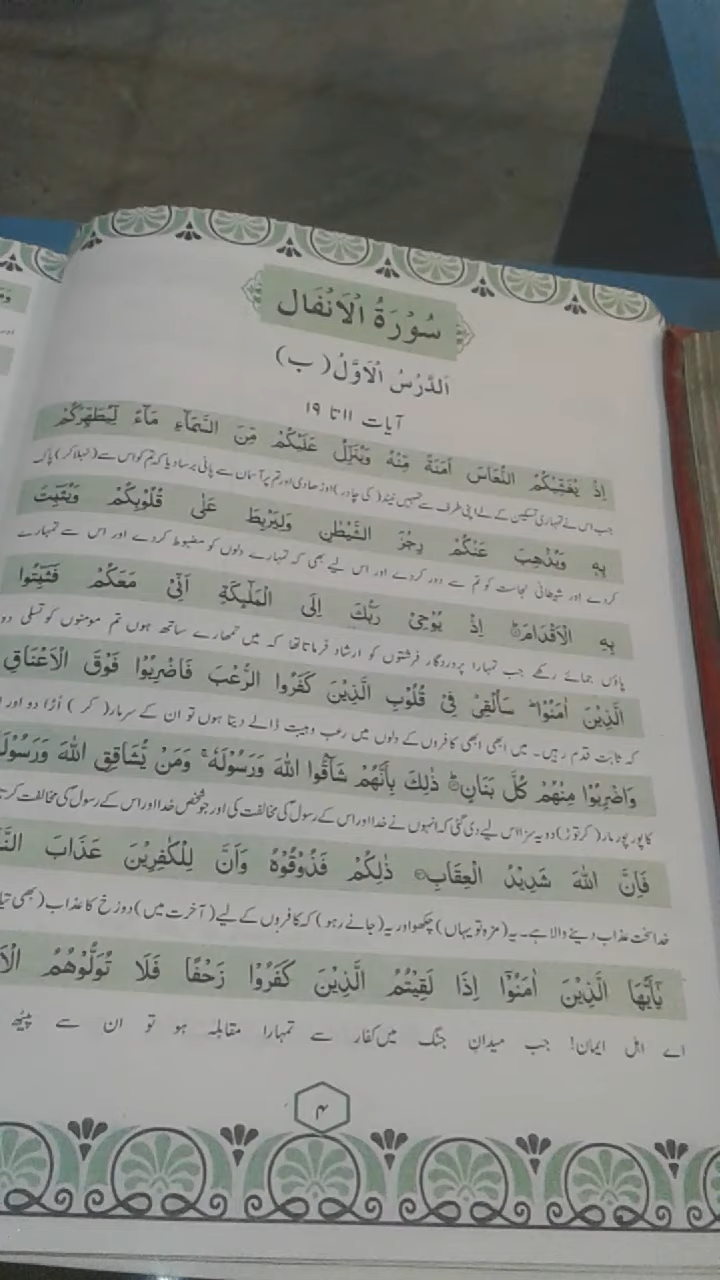 سُوْرَةُ الْاَنْفَال
اَلدَّرْسُ الْاَوَّلُ (ب)
آیات ۱۱ تا ۱۹
اِذْ يُغَشِّيْكُمُ النُّعَاسَ اَمَنَةً مِّنْهُ وَيُنَزِّلُ عَلَيْكُمْ مِّنَ السَّمَآءِ مَآءً لِّيُطَهِّرَكُمْ
جب اس نے تمہاری تسکین کے لیے اپنی طرف سے تمہیں نیند (کی چادر) اوڑھا دی اور تم پر آسمان سے پانی برسا دیا کہ تم کو اس سے (نہلا کر) پاک
بِهٖ وَيُذْهِبَ عَنْكُمْ رِجْزَ الشَّيْطٰنِ وَلِيَرْبِطَ عَلٰى قُلُوْبِكُمْ وَيُثَبِّتَ
کر دے اور شیطانی نجاست کو تم سے دور کر دے اور اس لیے بھی کہ تمہارے دلوں کو مضبوط کر دے اور اس سے تمہارے
بِهِ الْاَقْدَامَ اِذْ يُوْحِيْ رَبُّكَ اِلَى الْمَلٰٓئِكَةِ اَنِّيْ مَعَكُمْ فَثَبِّتُوا
پاؤں جمائے رکھے جب تمہارا پروردگار فرشتوں کو ارشاد فرماتا تھا کہ میں تمھارے ساتھ ہوں تم مومنوں کو تسلی دو
الَّذِيْنَ اٰمَنُوْا سَاُلْقِيْ فِيْ قُلُوْبِ الَّذِيْنَ كَفَرُوا الرُّعْبَ فَاضْرِبُوْا فَوْقَ الْاَعْنَاقِ
کہ ثابت قدم رہیں۔ میں ابھی ابھی کافروں کے دلوں میں رعب و ہیبت ڈالے دیتا ہوں تو ان کے سر مار (کر) اُڑا دو اور
وَاضْرِبُوْا مِنْهُمْ كُلَّ بَنَانٍ ذٰلِكَ بِاَنَّهُمْ شَآقُّوا اللّٰهَ وَرَسُوْلَهٗ ۚ وَمَنْ يُّشَاقِقِ اللّٰهَ وَرَسُوْلَهٗ
کا پور پور مار (کر توڑ) دو یہ سزا اس لیے دی گئی کہ انہوں نے خدا اور اس کے رسول کی مخالفت کی اور جو شخص خدا اور اس کے رسول کی مخالفت کرتا
فَاِنَّ اللّٰهَ شَدِيْدُ الْعِقَابِ ذٰلِكُمْ فَذُوْقُوْهُ وَاَنَّ لِلْكٰفِرِيْنَ عَذَابَ
خدا سخت عذاب دینے والا ہے۔ یہ (مزہ تو یہاں) چکھو اور یہ (جانے رہو) کہ کافروں کے لیے (آخرت میں) دوزخ کا عذاب (بھی
يٰٓاَيُّهَا الَّذِيْنَ اٰمَنُوْٓا اِذَا لَقِيْتُمُ الَّذِيْنَ كَفَرُوْا زَحْفًا فَلَا تُوَلُّوْهُمُ
اے اہل ایمان! جب میدان جنگ میں کفار سے تمہارا مقابلہ ہو تو ان سے پیٹھ
۴